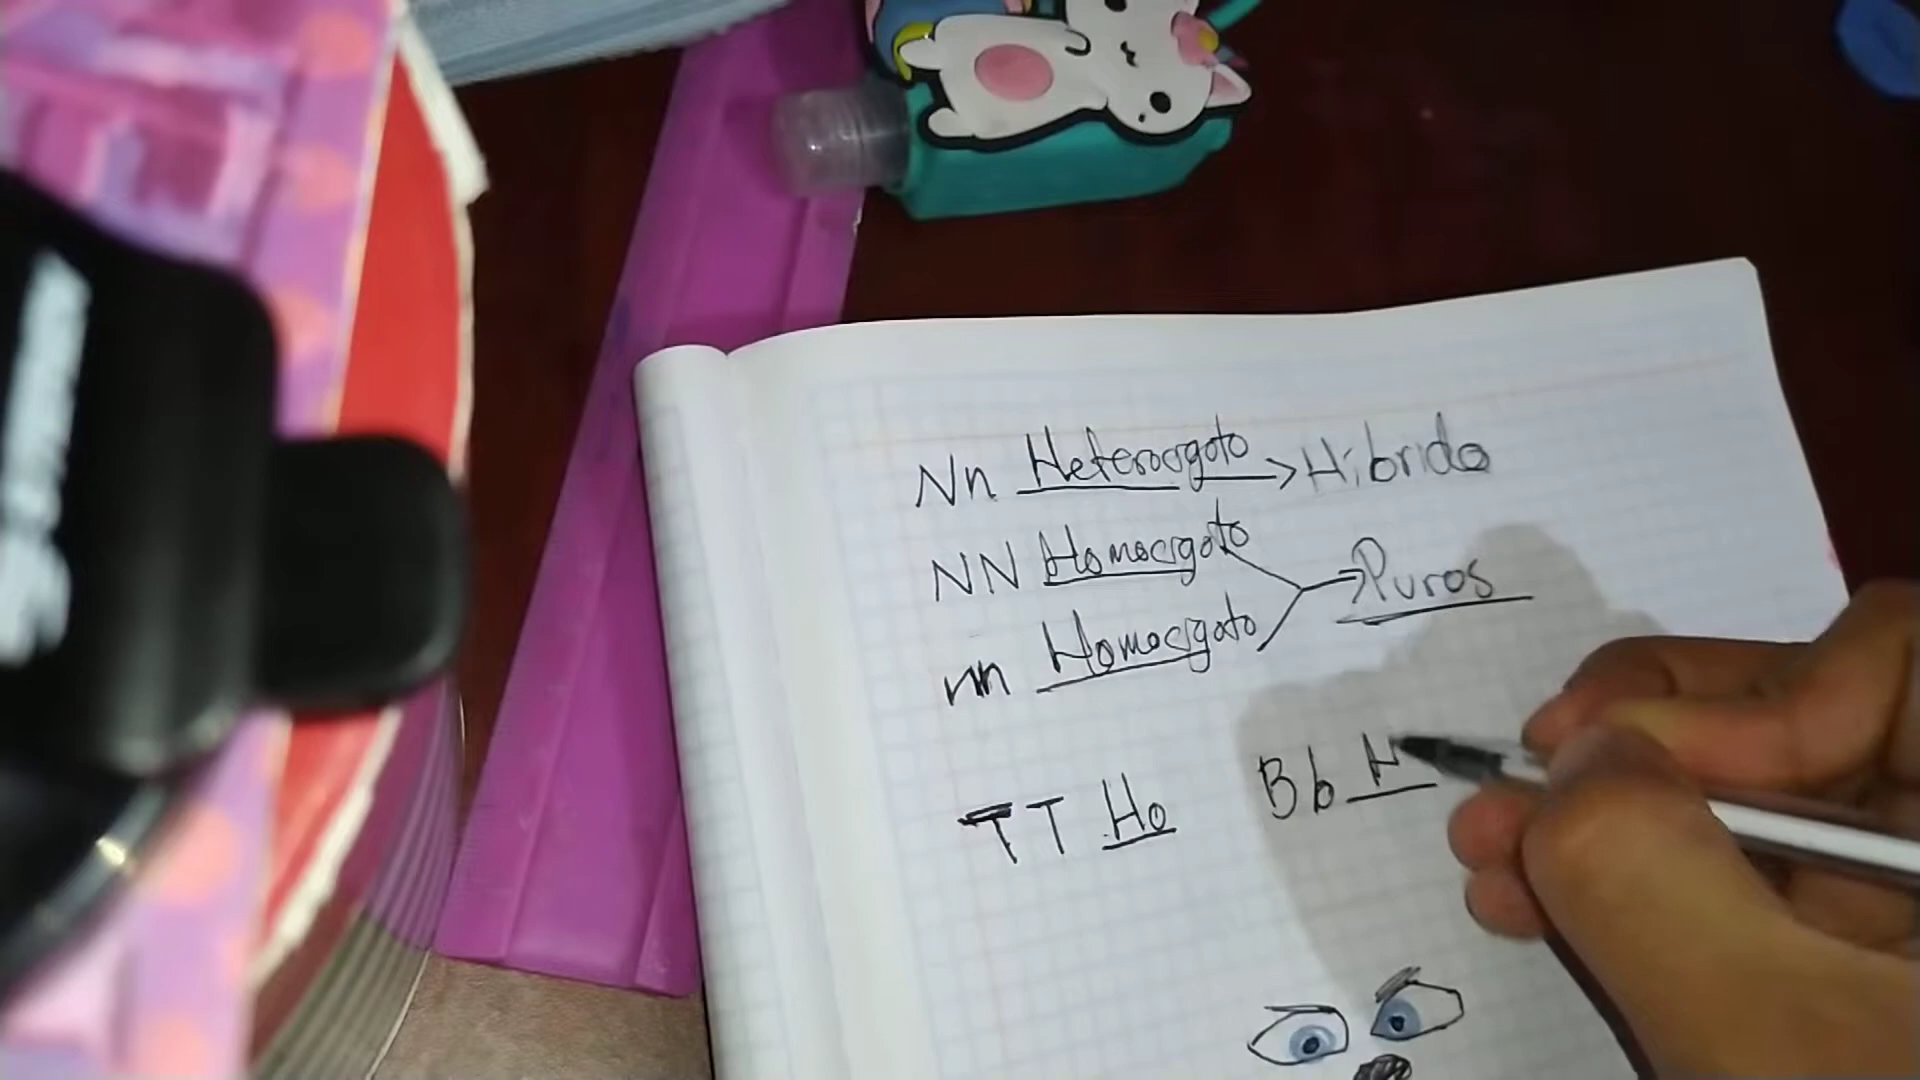 Nn Heterocigoto → Híbrido
NN Homocigoto
→ Puros
nn Homocigoto
TT Ho Bb H